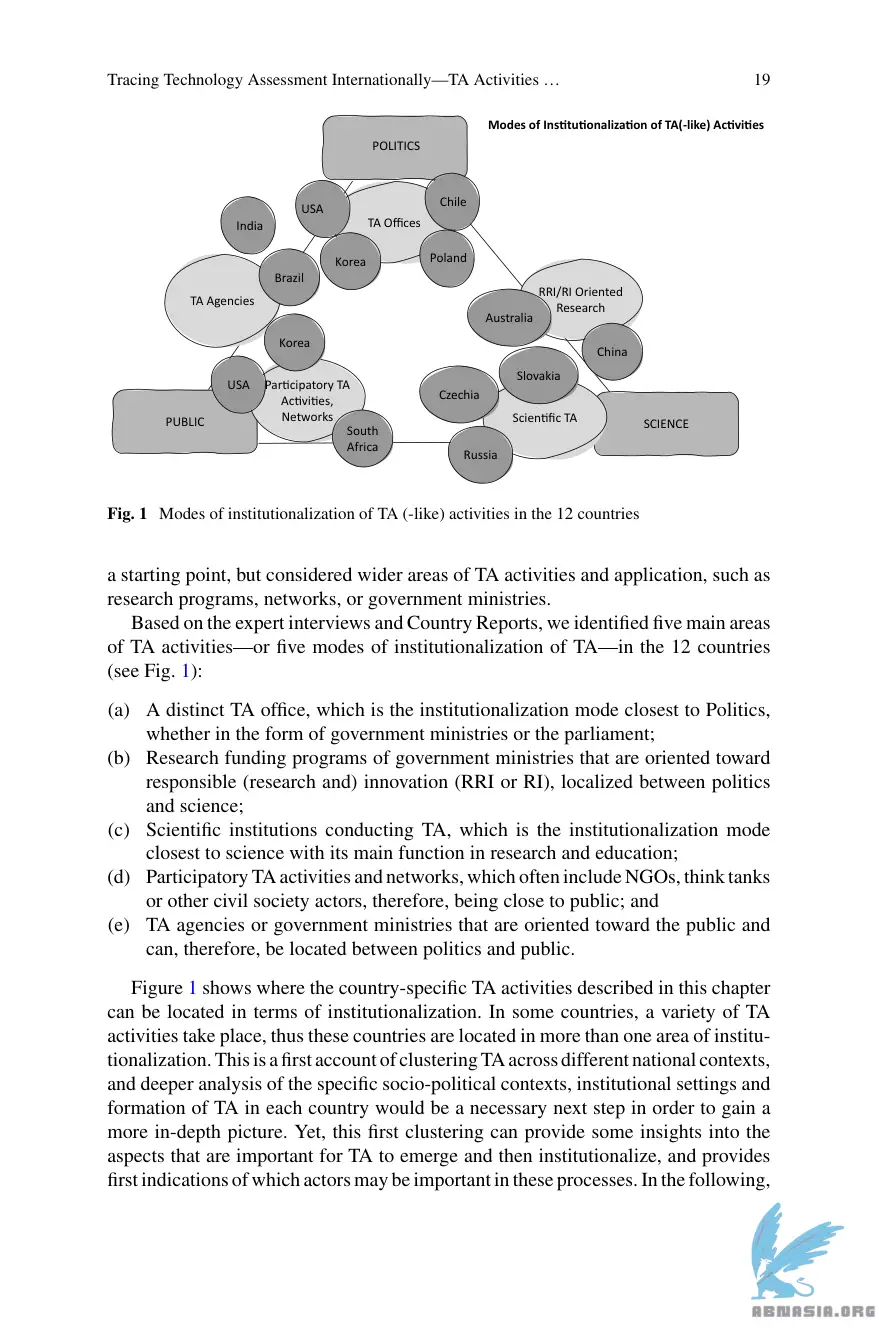 Tracing Technology Assessment Internationally—TA Activities … 19
Modes of Institutionalization of TA(-like) Activities
POLITICS
USA
Chile
India
TA Offices
Korea
Poland
Brazil
TA Agencies
RRI/RI Oriented
Research
Australia
Korea
China
Slovakia
USA
Participatory TA
Activities,
Networks
Czechia
PUBLIC
Scientific TA
SCIENCE
South
Africa
Russia
Fig. 1 Modes of institutionalization of TA (-like) activities in the 12 countries
a starting point, but considered wider areas of TA activities and application, such as
research programs, networks, or government ministries.
Based on the expert interviews and Country Reports, we identified five main areas
of TA activities—or five modes of institutionalization of TA—in the 12 countries
(see Fig. 1):
(a) A distinct TA office, which is the institutionalization mode closest to Politics,
whether in the form of government ministries or the parliament;
(b) Research funding programs of government ministries that are oriented toward
responsible (research and) innovation (RRI or RI), localized between politics
and science;
(c) Scientific institutions conducting TA, which is the institutionalization mode
closest to science with its main function in research and education;
(d) Participatory TA activities and networks, which often include NGOs, think tanks
or other civil society actors, therefore, being close to public; and
(e) TA agencies or government ministries that are oriented toward the public and
can, therefore, be located between politics and public.
Figure 1 shows where the country-specific TA activities described in this chapter
can be located in terms of institutionalization. In some countries, a variety of TA
activities take place, thus these countries are located in more than one area of institu-
tionalization. This is a first account of clustering TA across different national contexts,
and deeper analysis of the specific socio-political contexts, institutional settings and
formation of TA in each country would be a necessary next step in order to gain a
more in-depth picture. Yet, this first clustering can provide some insights into the
aspects that are important for TA to emerge and then institutionalize, and provides
first indications of which actors may be important in these processes. In the following,
ABNASIA.ORG